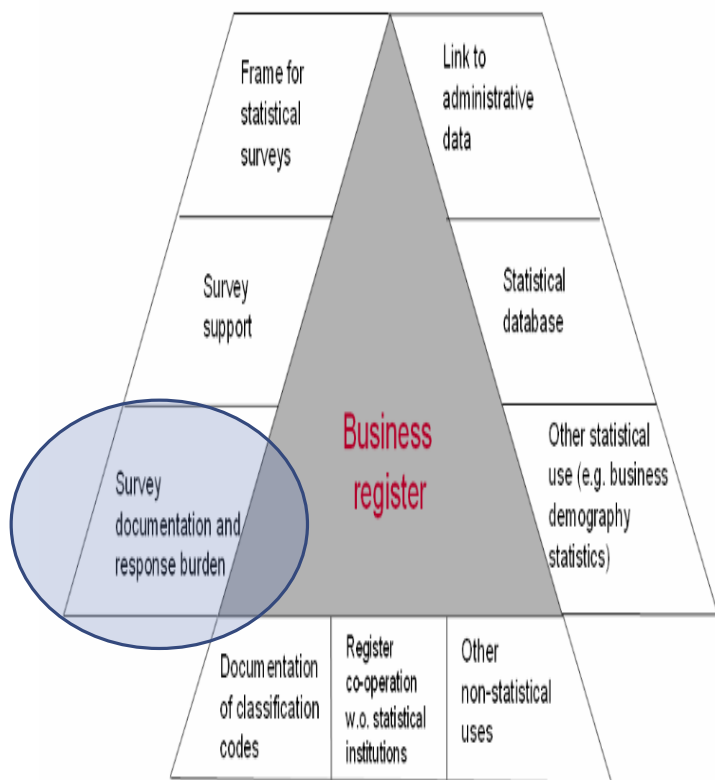 Frame for
statistical
surveys
Link to
administrative
data
Survey
support
Statistical
database
Business
register
Survey
documentation and
response burden
Other statistical
use (e.g. business
demography
statistics)
Documentation
of classification
codes
Register
co-operation
w.o. statistical
institutions
Other
non-statistical
uses